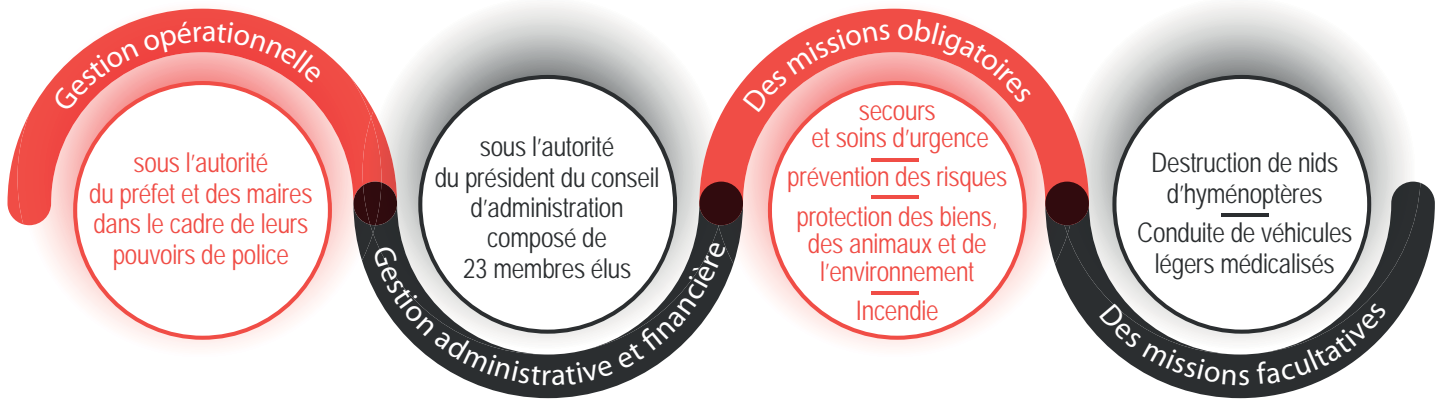 Gestion opérationnelle
sous l'autorité
du préfet et des maires
dans le cadre de leurs
pouvoirs de police
Gestion administrative et financière
sous l'autorité
du président du conseil
d'administration
composé de
23 membres élus
Des missions obligatoires
secours
et soins d'urgence
prévention des risques
protection des biens,
des animaux et de
l'environnement
Incendie
Des missions facultatives
Destruction de nids
d'hyménoptères
Conduite de véhicules
légers médicalisés